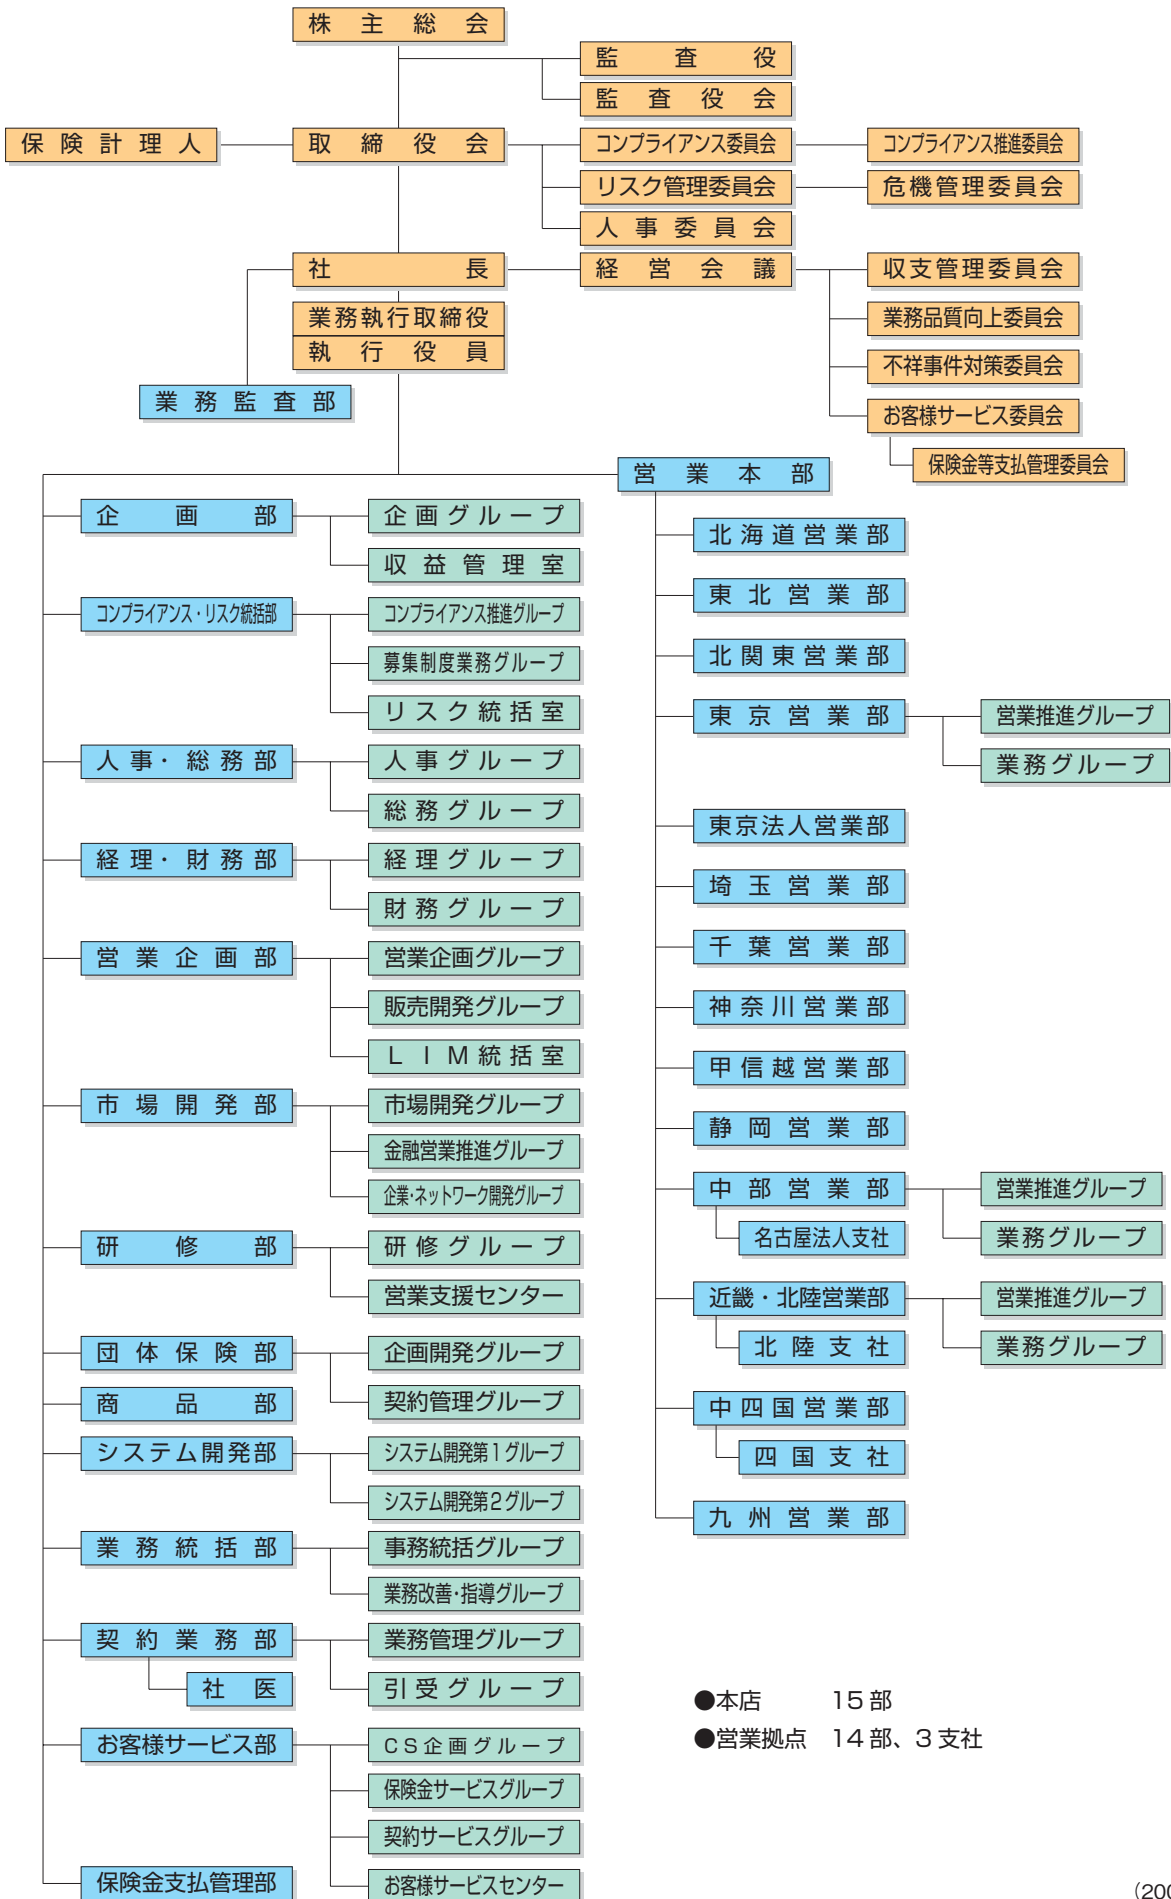 株主総会
監査役
監査役会
保険計理人
取締役会
コンプライアンス委員会
コンプライアンス推進委員会
リスク管理委員会
危機管理委員会
人事委員会
社長
経営会議
収支管理委員会
業務執行取締役
業務品質向上委員会
執行役員
不祥事件対策委員会
業務監査部
お客様サービス委員会
保険金等支払管理委員会
企画部
企画グループ
収益管理室
コンプライアンス・リスク統括部
コンプライアンス推進グループ
募集制度業務グループ
リスク統括室
人事・総務部
人事グループ
総務グループ
経理・財務部
経理グループ
財務グループ
営業企画部
営業企画グループ
販売開発グループ
LIM統括室
市場開発部
市場開発グループ
金融営業推進グループ
企業・ネットワーク開発グループ
研修部
研修グループ
営業支援センター
団体保険部
企画開発グループ
契約管理グループ
商品部
システム開発部
システム開発第1グループ
システム開発第2グループ
業務統括部
事務統括グループ
業務改善・指導グループ
契約業務部
業務管理グループ
社医
引受グループ
お客様サービス部
CS企画グループ
保険金サービスグループ
契約サービスグループ
お客様サービスセンター
保険金支払管理部
営業本部
北海道営業部
東北営業部
北関東営業部
東京営業部
営業推進グループ
業務グループ
東京法人営業部
埼玉営業部
千葉営業部
神奈川営業部
甲信越営業部
静岡営業部
中部営業部
営業推進グループ
名古屋法人支社
業務グループ
近畿・北陸営業部
営業推進グループ
北陸支社
業務グループ
中四国営業部
四国支社
九州営業部
●本店 15部
●営業拠点 14部、3支社
(200